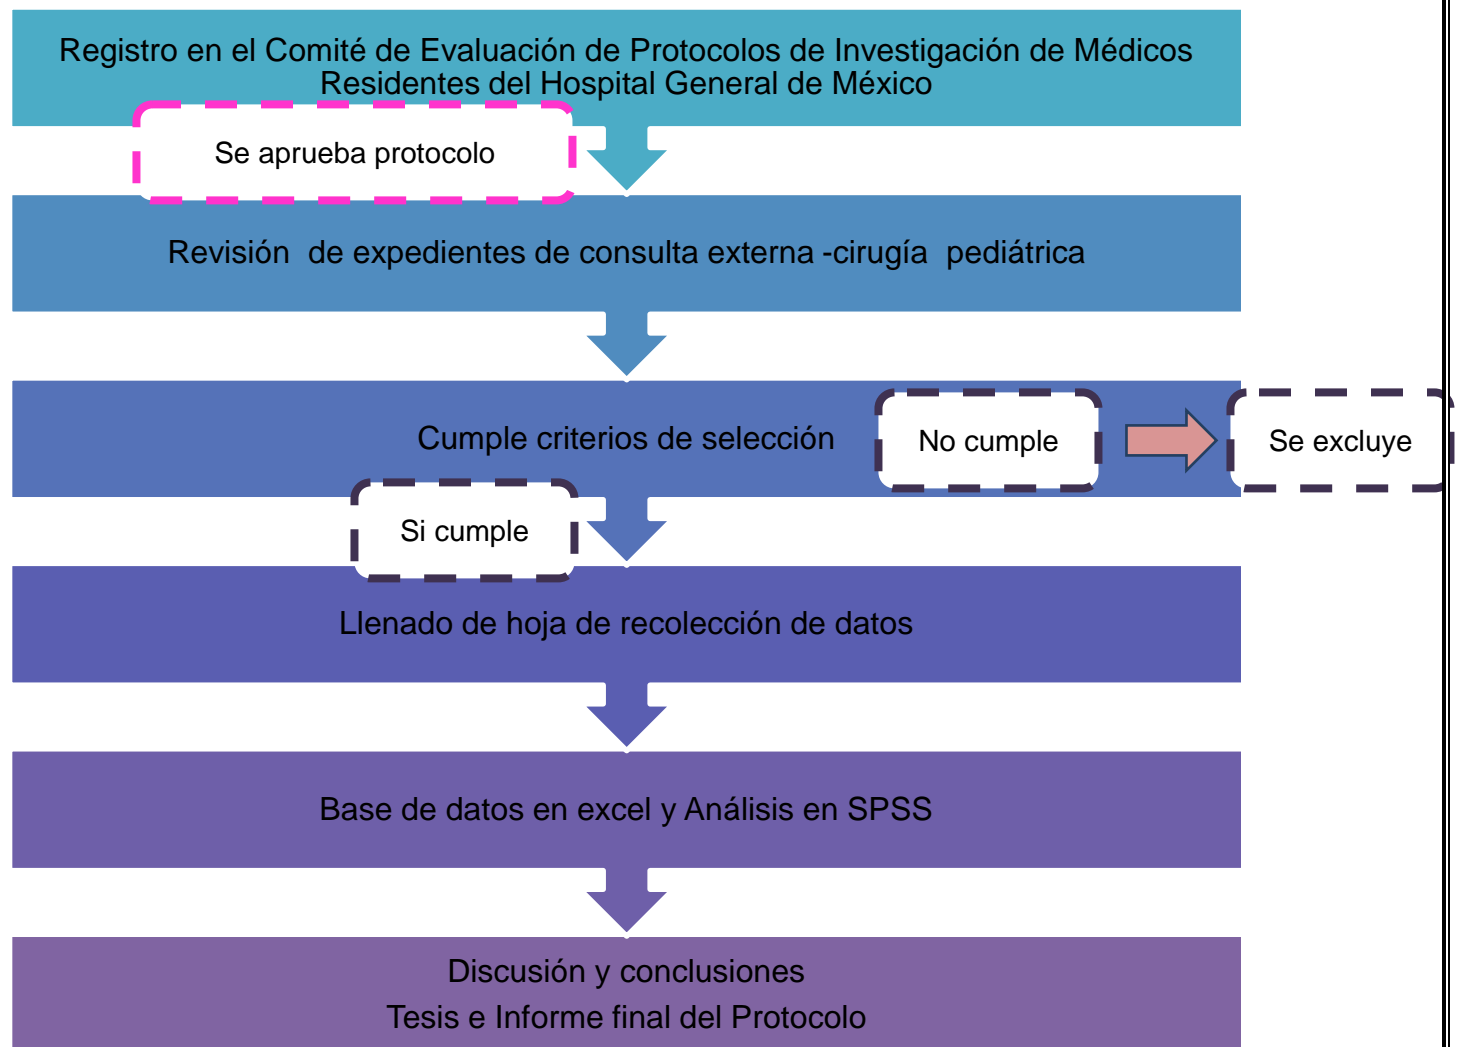 Registro en el Comité de Evaluación de Protocolos de Investigación de Médicos
Residentes del Hospital General de México
Se aprueba protocolo
Revisión de expedientes de consulta externa -cirugía pediátrica
Cumple criterios de selección
No cumple
Se excluye
Si cumple
Llenado de hoja de recolección de datos
Base de datos en excel y Análisis en SPSS
Discusión y conclusiones
Tesis e Informe final del Protocolo